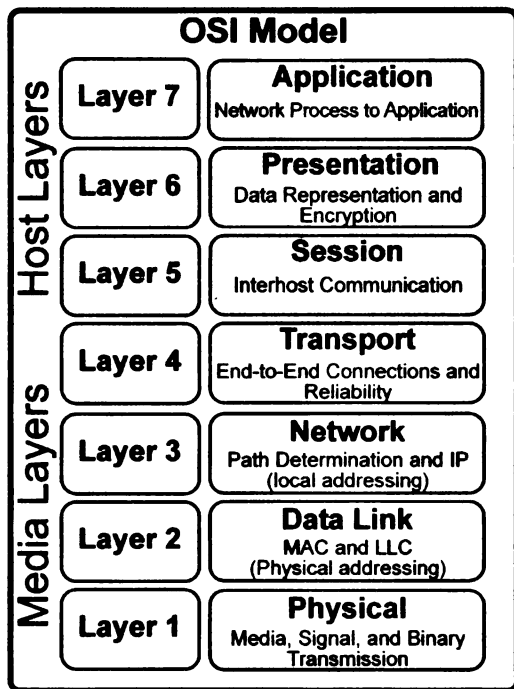 OSI Model
Host Layers
Layer 7
Application
Network Process to Application
Layer 6
Presentation
Data Representation and
Encryption
Layer 5
Session
Interhost Communication
Layer 4
Transport
End-to-End Connections and
Reliability
Media Layers
Layer 3
Network
Path Determination and IP
(local addressing)
Layer 2
Data Link
MAC and LLC
(Physical addressing)
Layer 1
Physical
Media, Signal, and Binary
Transmission